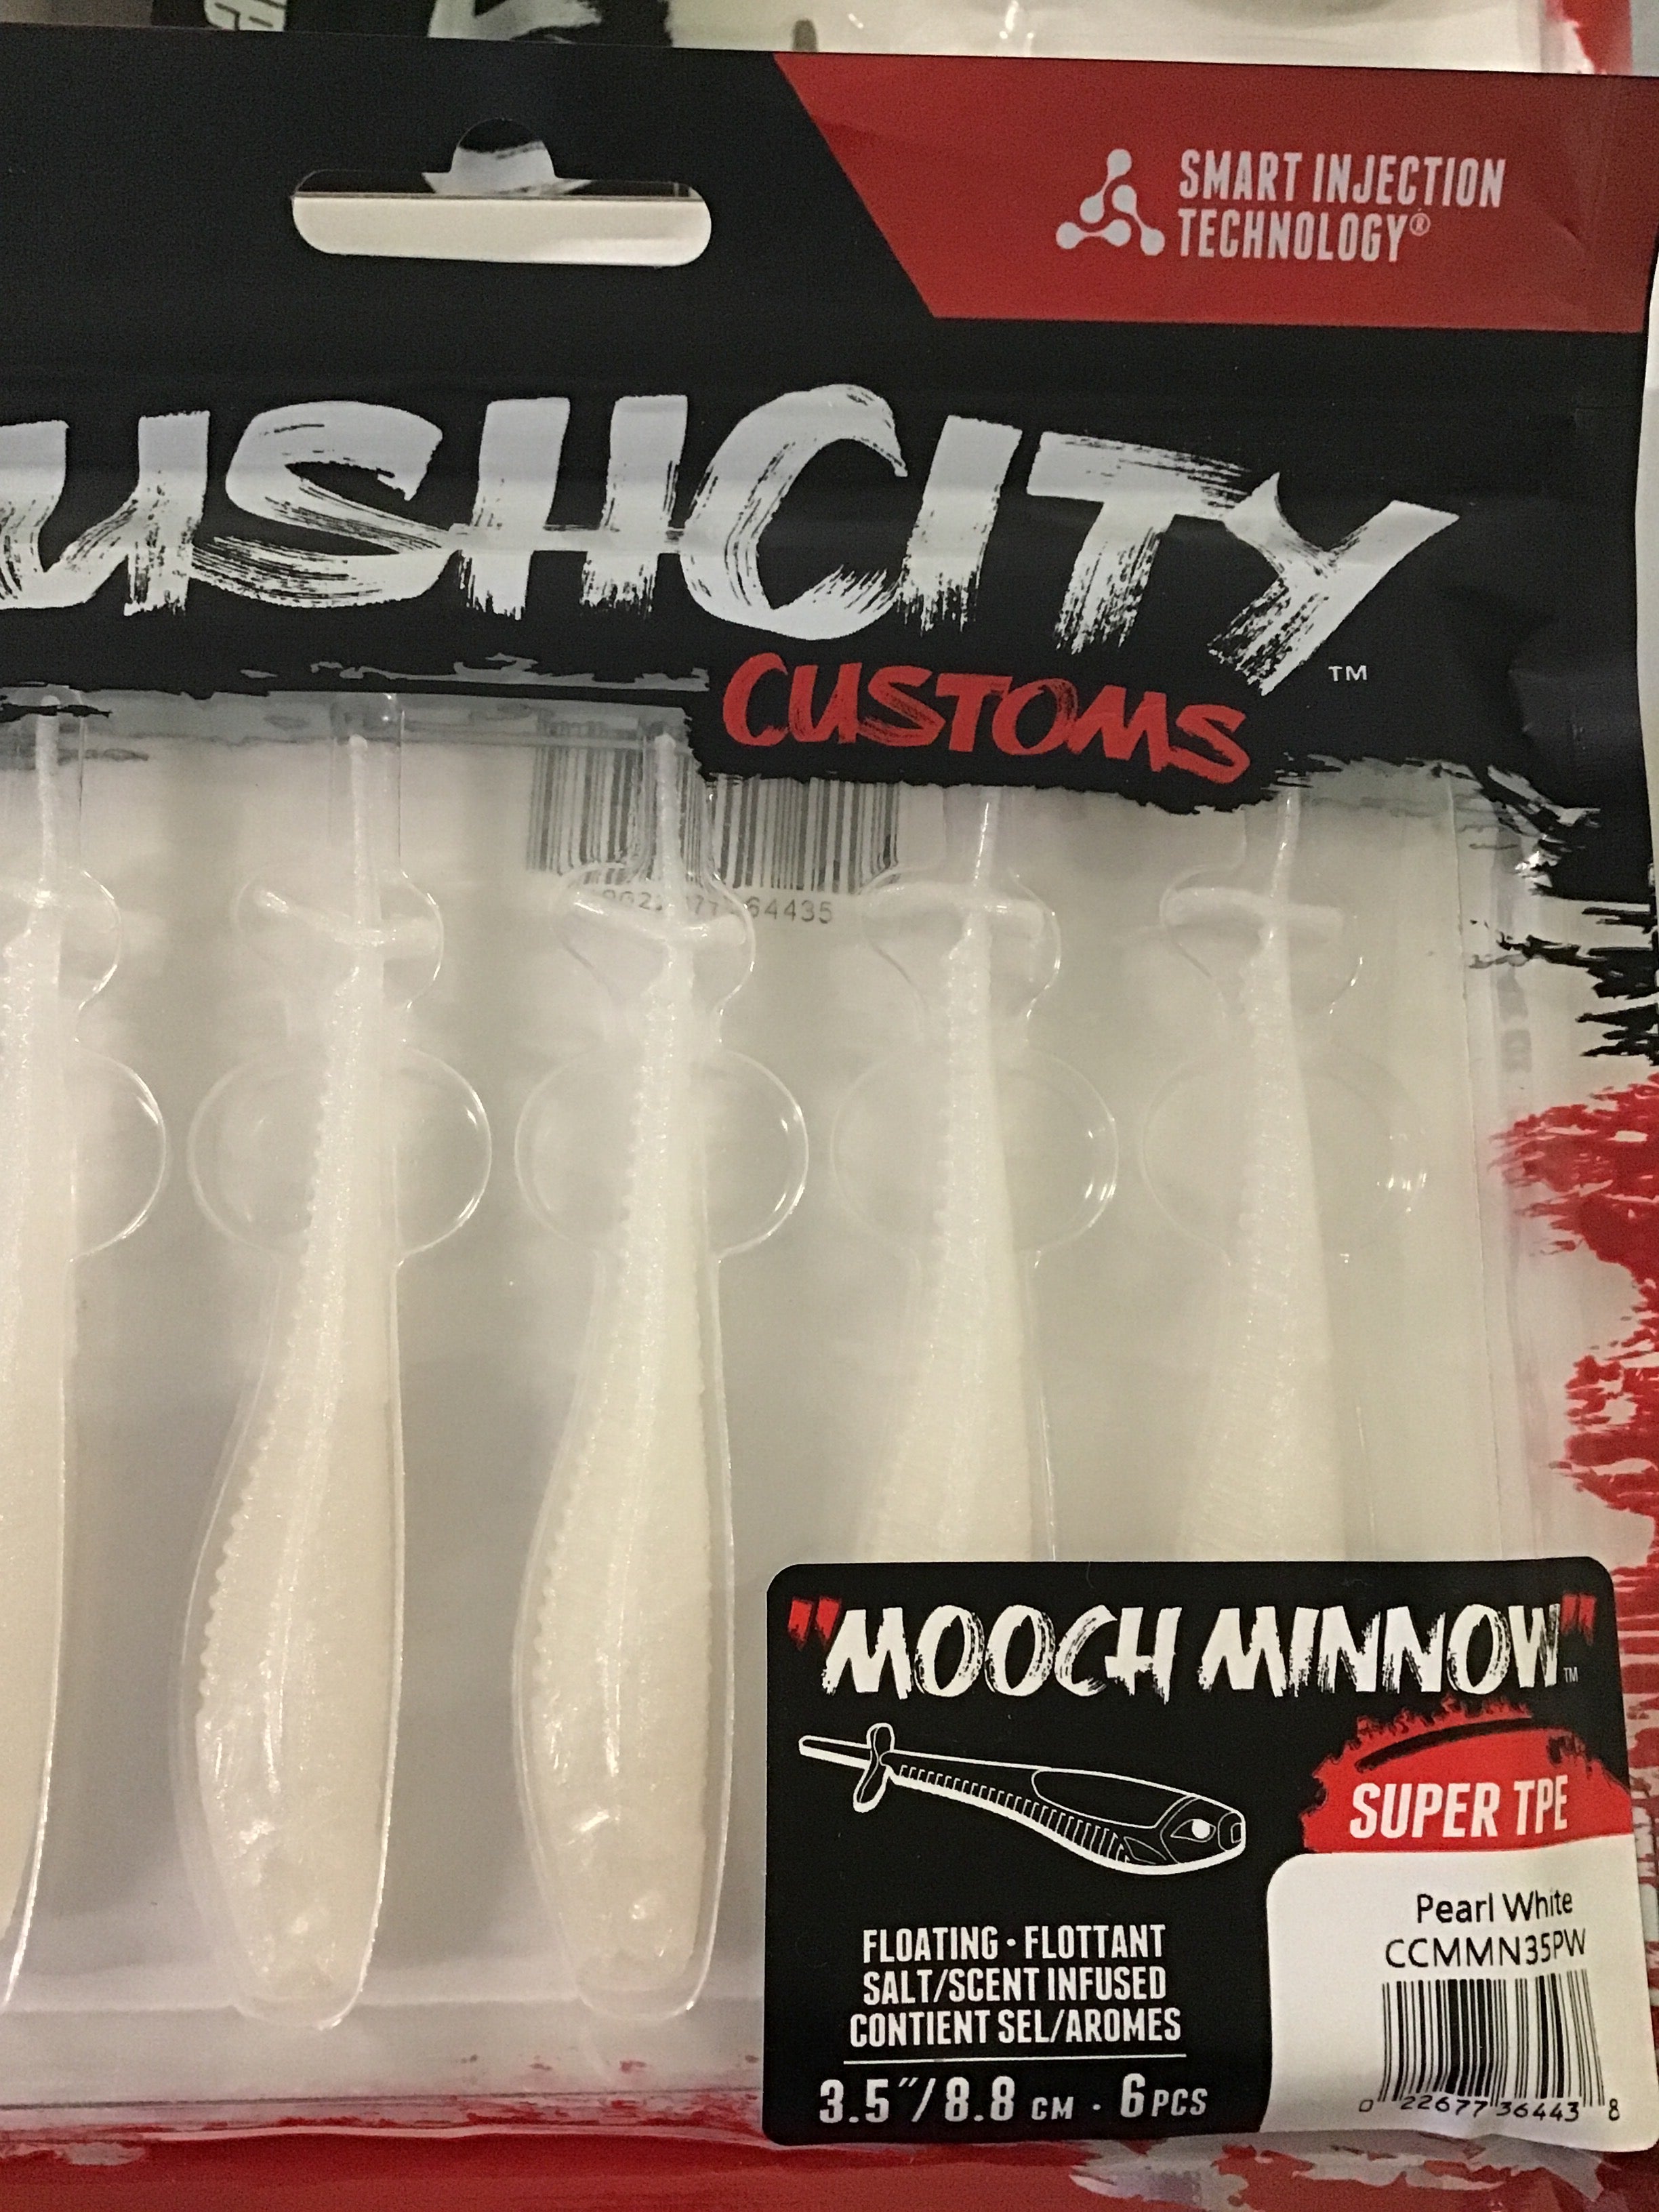 SMART INJECTION
TECHNOLOGY®
USHCITY
CUSTOMS
™
64435
"MOOCH MINNOW"
™
SUPER TPE
Pearl White
CCMMN35PW
FLOATING · FLOTTANT
SALT/SCENT INFUSED
CONTIENT SEL/AROMES
3.5"/8.8 CM · 6 PCS
0 22677 36443 8